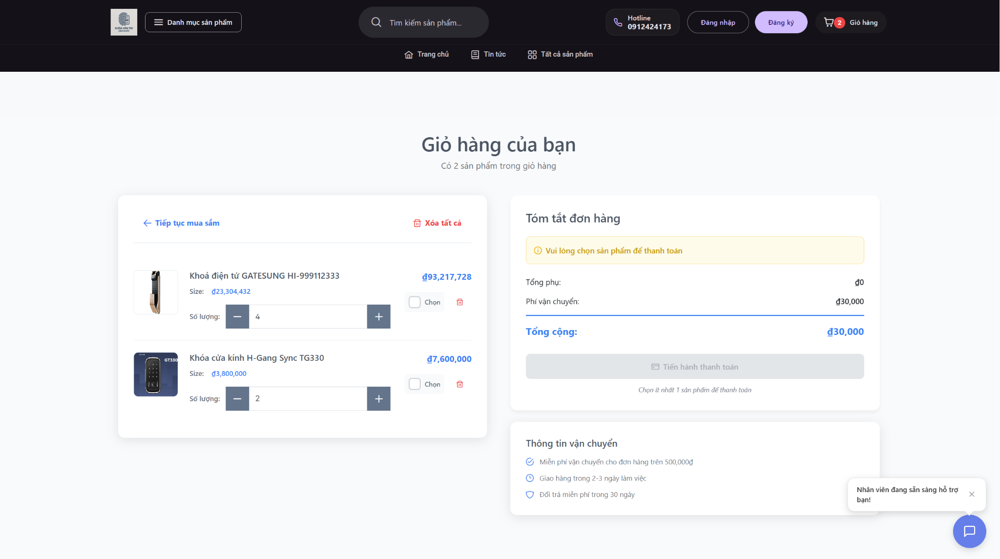 KHÓA VÂN TAY
HÀN QUỐC
Danh mục sản phẩm
Tìm kiếm sản phẩm...
Hotline
0912424173
Đăng nhập
Đăng ký
2
Giỏ hàng
Trang chủ
Tin tức
Tất cả sản phẩm
Giỏ hàng của bạn
Có 2 sản phẩm trong giỏ hàng
Tiếp tục mua sắm
Xóa tất cả
Khoá điện tử GATESUNG HI-999112333
₫93,217,728
Size: ₫23,304,432
Chọn
Số lượng:
4
GT330
Khóa cửa kính H-Gang Sync TG330
₫7,600,000
Size: ₫3,800,000
Chọn
Số lượng:
2
Tóm tắt đơn hàng
Vui lòng chọn sản phẩm để thanh toán
Tổng phụ:
₫0
Phí vận chuyển:
₫30,000
Tổng cộng:
₫30,000
Tiến hành thanh toán
Chọn ít nhất 1 sản phẩm để thanh toán
Thông tin vận chuyển
Miễn phí vận chuyển cho đơn hàng trên 500,000₫
Giao hàng trong 2-3 ngày làm việc
Đổi trả miễn phí trong 30 ngày
Nhân viên đang sẵn sàng hỗ trợ
bạn!